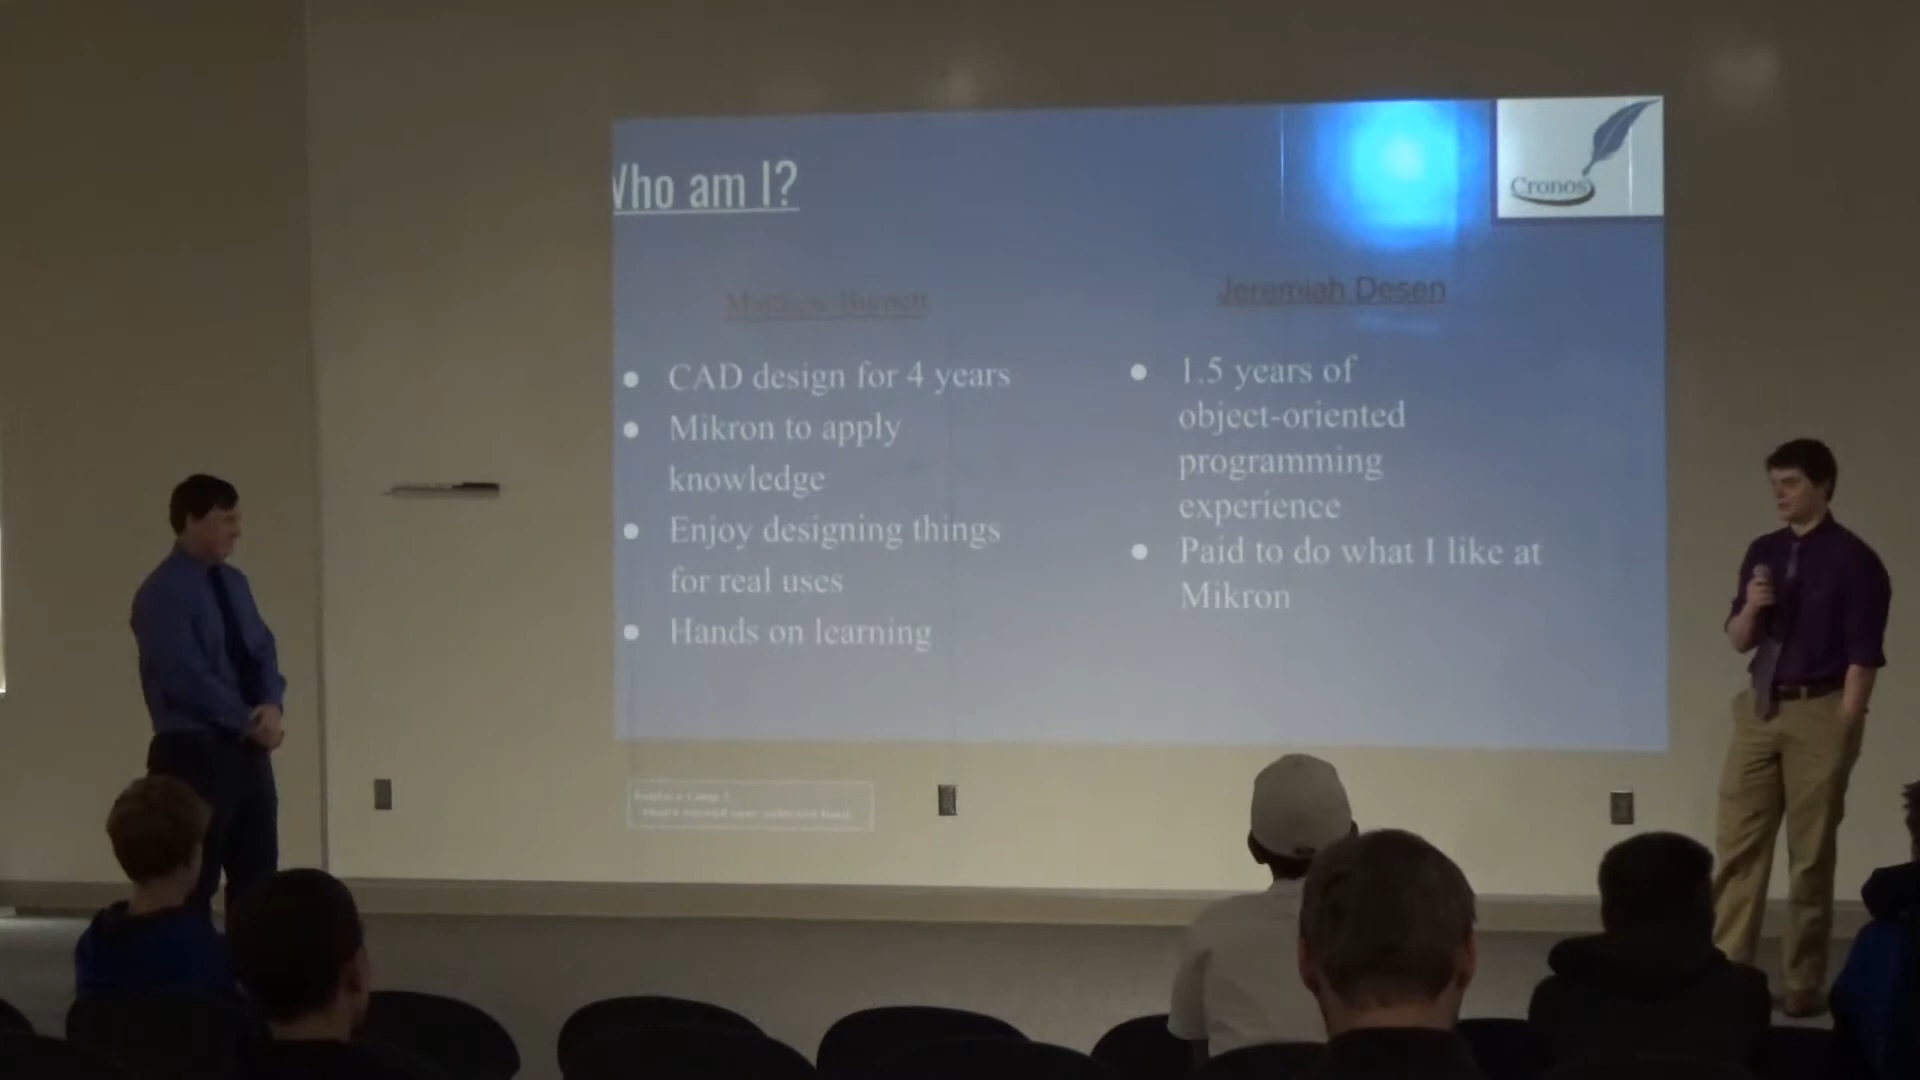 Who am I?
Cronos
Matthew Burnett
Jeremiah Desen
CAD design for 4 years
Mikron to apply
knowledge
Enjoy designing things
for real uses
Hands on learning
1.5 years of
object-oriented
programming
experience
Paid to do what I like at
Mikron